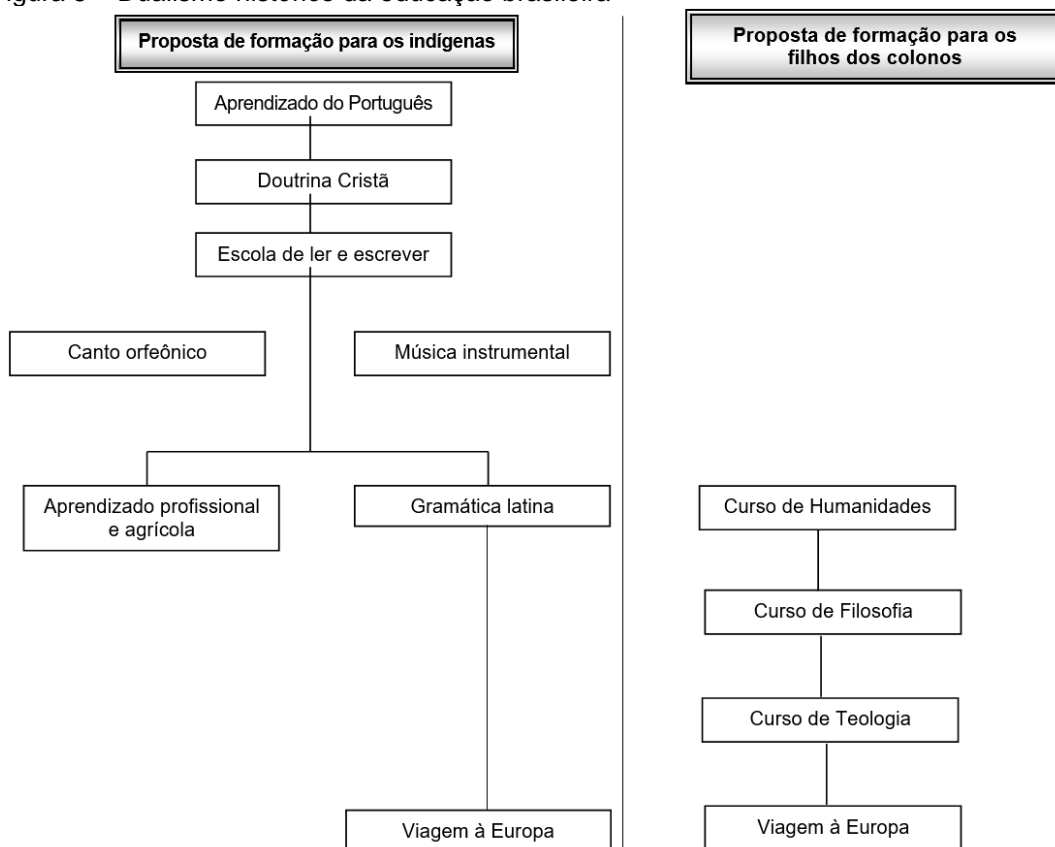 Proposta de formação para os indígenas
Aprendizado do Português
Doutrina Cristã
Escola de ler e escrever
Canto orfeônico
Música instrumental
Aprendizado profissional
e agrícola
Gramática latina
Viagem à Europa
Proposta de formação para os
filhos dos colonos
Curso de Humanidades
Curso de Filosofia
Curso de Teologia
Viagem à Europa